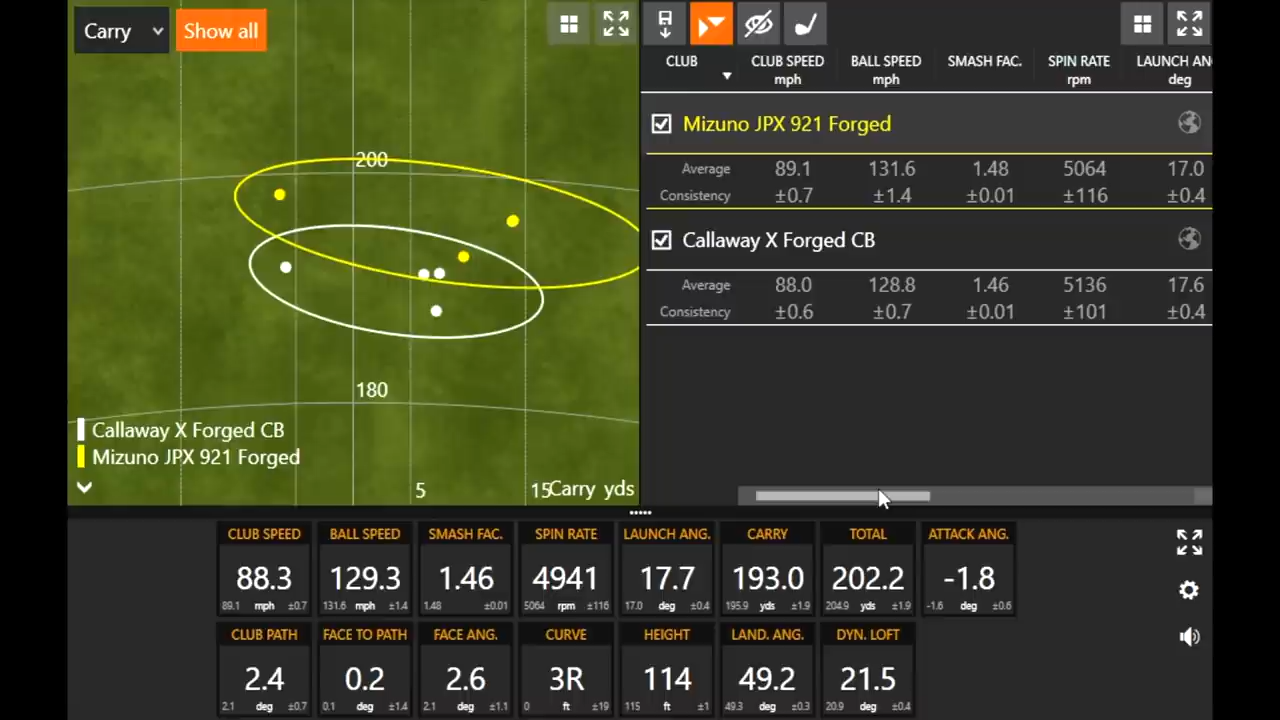 Carry
Show all
200
180
Callaway X Forged CB
Mizuno JPX 921 Forged
5
15
Carry yds
CLUB CLUB SPEED BALL SPEED SMASH FAC. SPIN RATE LAUNCH AN
mph mph rpm deg
Mizuno JPX 921 Forged
Average 89.1 131.6 1.48 5064 17.0
Consistency ±0.7 ±1.4 ±0.01 ±116 ±0.4
Callaway X Forged CB
Average 88.0 128.8 1.46 5136 17.6
Consistency ±0.6 ±0.7 ±0.01 ±101 ±0.4
CLUB SPEED BALL SPEED SMASH FAC. SPIN RATE LAUNCH ANG. CARRY TOTAL ATTACK ANG.
88.3 129.3 1.46 4941 17.7 193.0 202.2 -1.8
89.1 mph ±0.7 131.6 mph ±1.4 1.48 ±0.01 5064 rpm ±116 17.0 deg ±0.4 195.9 yds ±1.9 204.9 yds ±1.9 -1.6 deg ±0.6
CLUB PATH FACE TO PATH FACE ANG. CURVE HEIGHT LAND. ANG. DYN. LOFT
2.4 0.2 2.6 3R 114 49.2 21.5
2.1 deg ±0.7 0.1 deg ±1.4 2.1 deg ±1.1 0 ft ±19 115 ft ±1 49.3 deg ±0.3 20.9 deg ±0.4